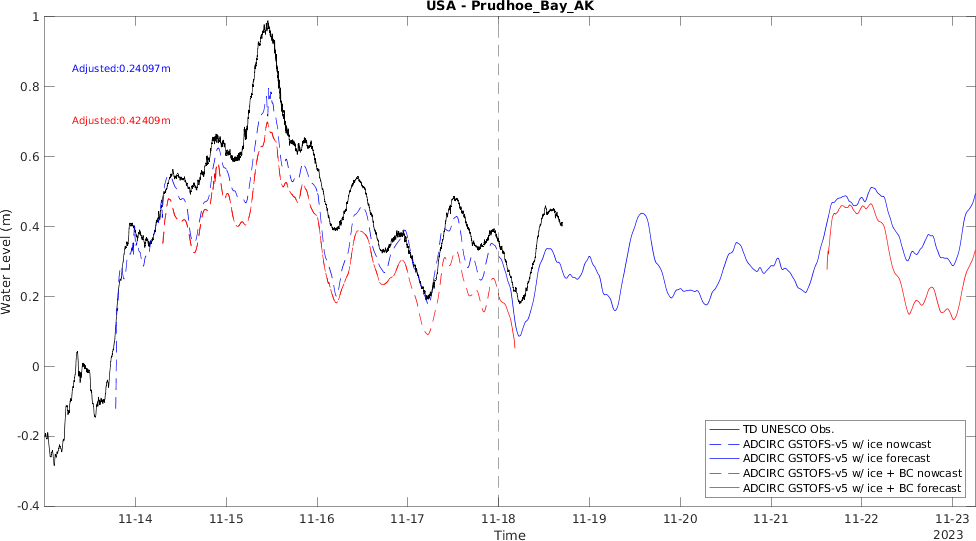 USA - Prudhoe_Bay_AK
1
0.8
0.6
0.4
0.2
0
-0.2
-0.4
Water Level (m)
Adjusted:0.24097m
Adjusted:0.42409m
TD UNESCO Obs.
ADCIRC GSTOFS-v5 w/ ice nowcast
ADCIRC GSTOFS-v5 w/ ice forecast
ADCIRC GSTOFS-v5 w/ ice + BC nowcast
ADCIRC GSTOFS-v5 w/ ice + BC forecast
11-14 11-15 11-16 11-17 11-18 11-19 11-20 11-21 11-22 11-23
2023
Time